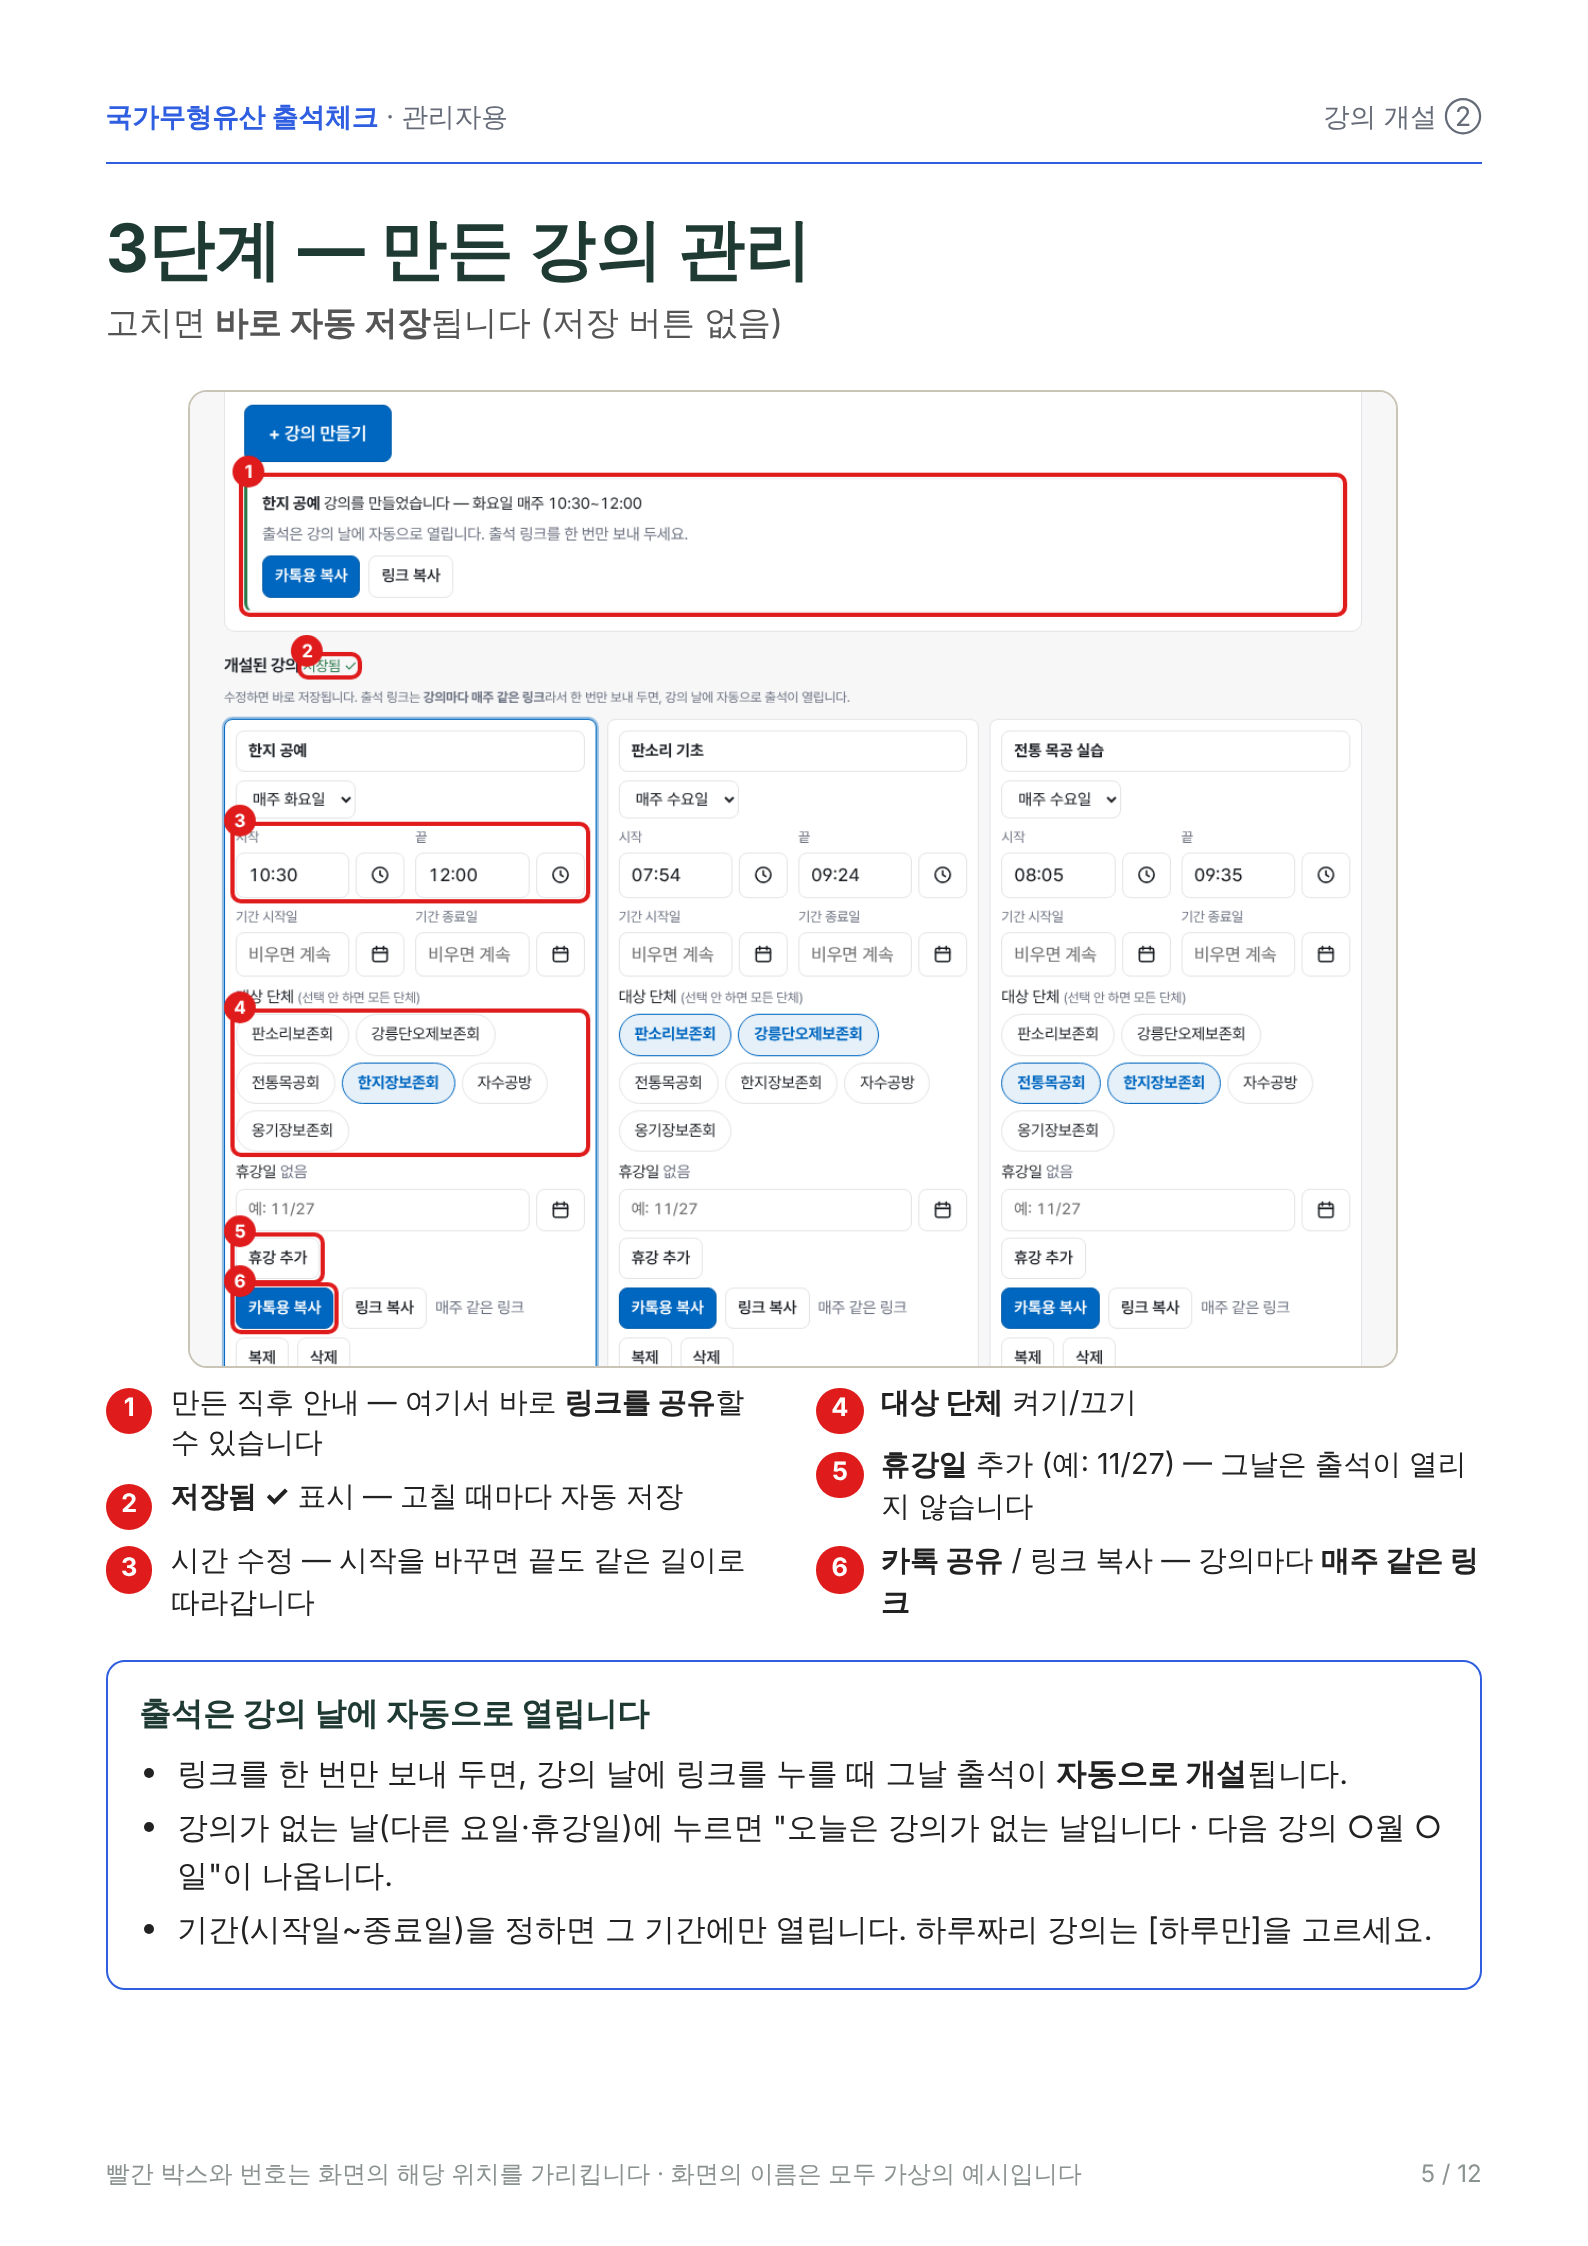 국가무형유산 출석체크 · 관리자용
강의 개설 ②
3단계 — 만든 강의 관리
고치면 바로 자동 저장됩니다 (저장 버튼 없음)
+ 강의 만들기
1
한지 공예 강의를 만들었습니다 — 화요일 매주 10:30~12:00
출석은 강의 날에 자동으로 열립니다. 출석 링크를 한 번만 보내 두세요.
카톡용 복사 링크 복사
2
개설된 강의 저장됨 ✓
수정하면 바로 저장됩니다. 출석 링크는 강의마다 매주 같은 링크라서 한 번만 보내 두면, 강의 날에 자동으로 출석이 열립니다.
한지 공예
매주 화요일
3
시작 끝
10:30 12:00
기간 시작일 기간 종료일
비우면 계속 비우면 계속
4
대상 단체 (선택 안 하면 모든 단체)
판소리보존회 강릉단오제보존회
전통목공회 한지장보존회 자수공방
옹기장보존회
휴강일 없음
예: 11/27
5
휴강 추가
6
카톡용 복사 링크 복사 매주 같은 링크
복제 삭제
판소리 기초
매주 수요일
시작 끝
07:54 09:24
기간 시작일 기간 종료일
비우면 계속 비우면 계속
대상 단체 (선택 안 하면 모든 단체)
판소리보존회 강릉단오제보존회
전통목공회 한지장보존회 자수공방
옹기장보존회
휴강일 없음
예: 11/27
휴강 추가
카톡용 복사 링크 복사 매주 같은 링크
복제 삭제
전통 목공 실습
매주 수요일
시작 끝
08:05 09:35
기간 시작일 기간 종료일
비우면 계속 비우면 계속
대상 단체 (선택 안 하면 모든 단체)
판소리보존회 강릉단오제보존회
전통목공회 한지장보존회 자수공방
옹기장보존회
휴강일 없음
예: 11/27
휴강 추가
카톡용 복사 링크 복사 매주 같은 링크
복제 삭제
1 만든 직후 안내 — 여기서 바로 링크를 공유할
수 있습니다
2 저장됨 ✓ 표시 — 고칠 때마다 자동 저장
3 시간 수정 — 시작을 바꾸면 끝도 같은 길이로
따라갑니다
4 대상 단체 켜기/끄기
5 휴강일 추가 (예: 11/27) — 그날은 출석이 열리
지 않습니다
6 카톡 공유 / 링크 복사 — 강의마다 매주 같은 링
크
출석은 강의 날에 자동으로 열립니다
• 링크를 한 번만 보내 두면, 강의 날에 링크를 누를 때 그날 출석이 자동으로 개설됩니다.
• 강의가 없는 날(다른 요일·휴강일)에 누르면 "오늘은 강의가 없는 날입니다 · 다음 강의 ○월 ○
일"이 나옵니다.
• 기간(시작일~종료일)을 정하면 그 기간에만 열립니다. 하루짜리 강의는 [하루만]을 고르세요.
빨간 박스와 번호는 화면의 해당 위치를 가리킵니다 · 화면의 이름은 모두 가상의 예시입니다
5 / 12